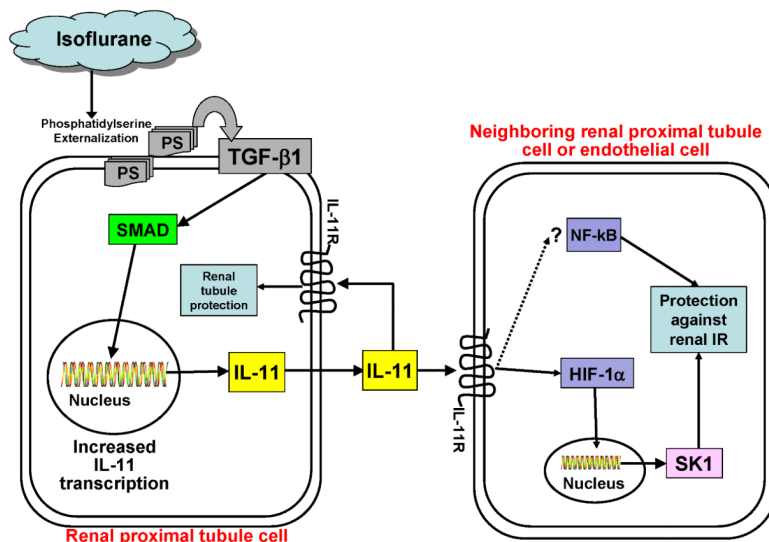 Isoflurane
Phosphatidylserine
Externalization
PS
PS
TGF-β1
SMAD
IL-11R
Renal
tubule
protection
Nucleus
IL-11
IL-11
Increased
IL-11
transcription
Renal proximal tubule cell
Neighboring renal proximal tubule
cell or endothelial cell
?
NF-kB
Protection
against
renal IR
HIF-1α
IL-11R
Nucleus
SK1